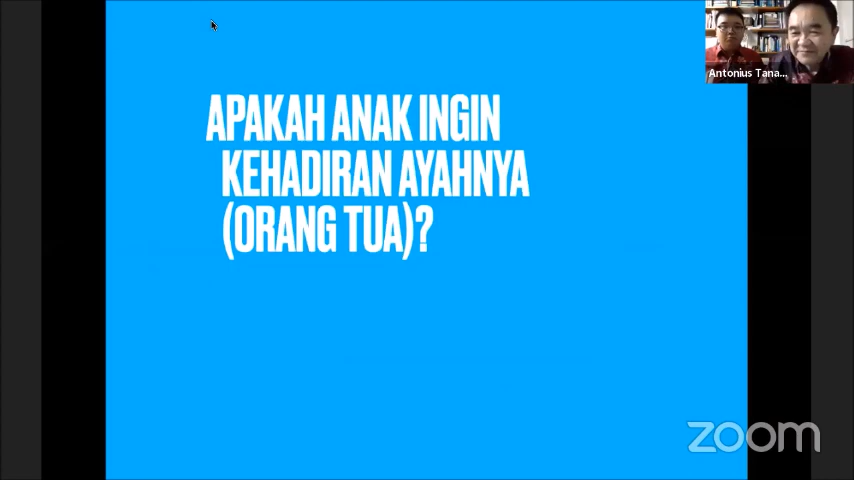 Antonius Tana...
APAKAH ANAK INGIN
KEHADIRAN AYAHNYA
(ORANG TUA)?
zoom